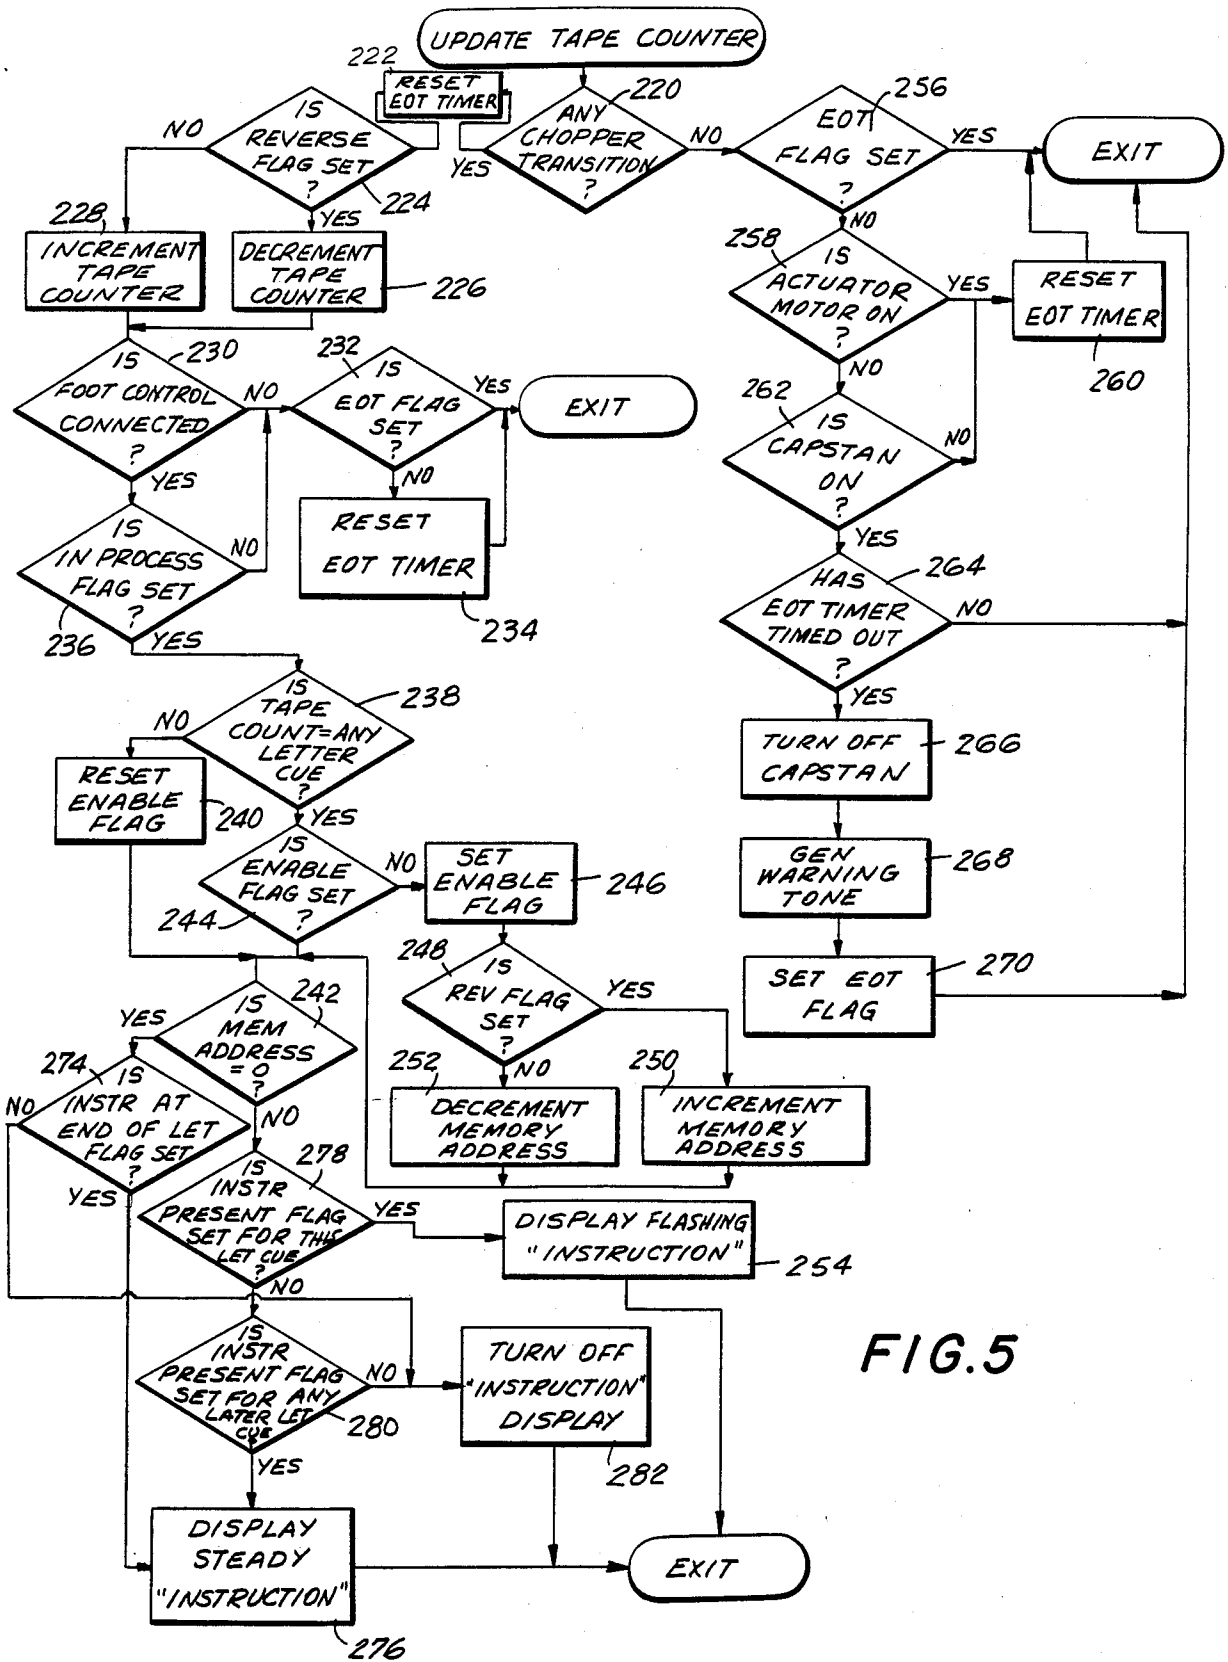 UPDATE TAPE COUNTER
222
RESET
EOT TIMER
220
ANY
CHOPPER
TRANSITION
?
YES
NO
256
EOT
FLAG SET
?
YES
NO
EXIT
IS
REVERSE
FLAG SET
?
NO
YES
224
228
INCREMENT
TAPE
COUNTER
DECREMENT
TAPE
COUNTER
226
258
IS
ACTUATOR
MOTOR ON
?
YES
NO
RESET
EOT TIMER
260
IS
FOOT CONTROL
CONNECTED
?
230
NO
YES
232
IS
EOT FLAG
SET
?
YES
NO
EXIT
262
IS
CAPSTAN
ON
?
NO
YES
RESET
EOT TIMER
234
IS
IN PROCESS
FLAG SET
?
NO
236
YES
HAS
EOT TIMER
TIMED OUT
?
264
NO
YES
IS
TAPE
COUNT=ANY
LETTER
CUE
?
238
NO
YES
RESET
ENABLE
FLAG
240
TURN OFF
CAPSTAN
266
IS
ENABLE
FLAG SET
?
244
NO
SET
ENABLE
FLAG
246
GEN
WARNING
TONE
268
248
IS
REV FLAG
SET
?
YES
NO
SET EOT
FLAG
270
242
IS
MEM
ADDRESS
= 0
?
YES
NO
252
DECREMENT
MEMORY
ADDRESS
250
INCREMENT
MEMORY
ADDRESS
274
IS
INSTR AT
END OF LET
FLAG SET
?
NO
YES
278
IS
INSTR
PRESENT FLAG
SET FOR THIS
LET CUE
?
YES
NO
DISPLAY FLASHING
"INSTRUCTION"
254
IS
INSTR
PRESENT FLAG
SET FOR ANY
LATER LET
CUE
NO
280
YES
TURN OFF
"INSTRUCTION"
DISPLAY
282
FIG.5
DISPLAY
STEADY
"INSTRUCTION"
276
EXIT